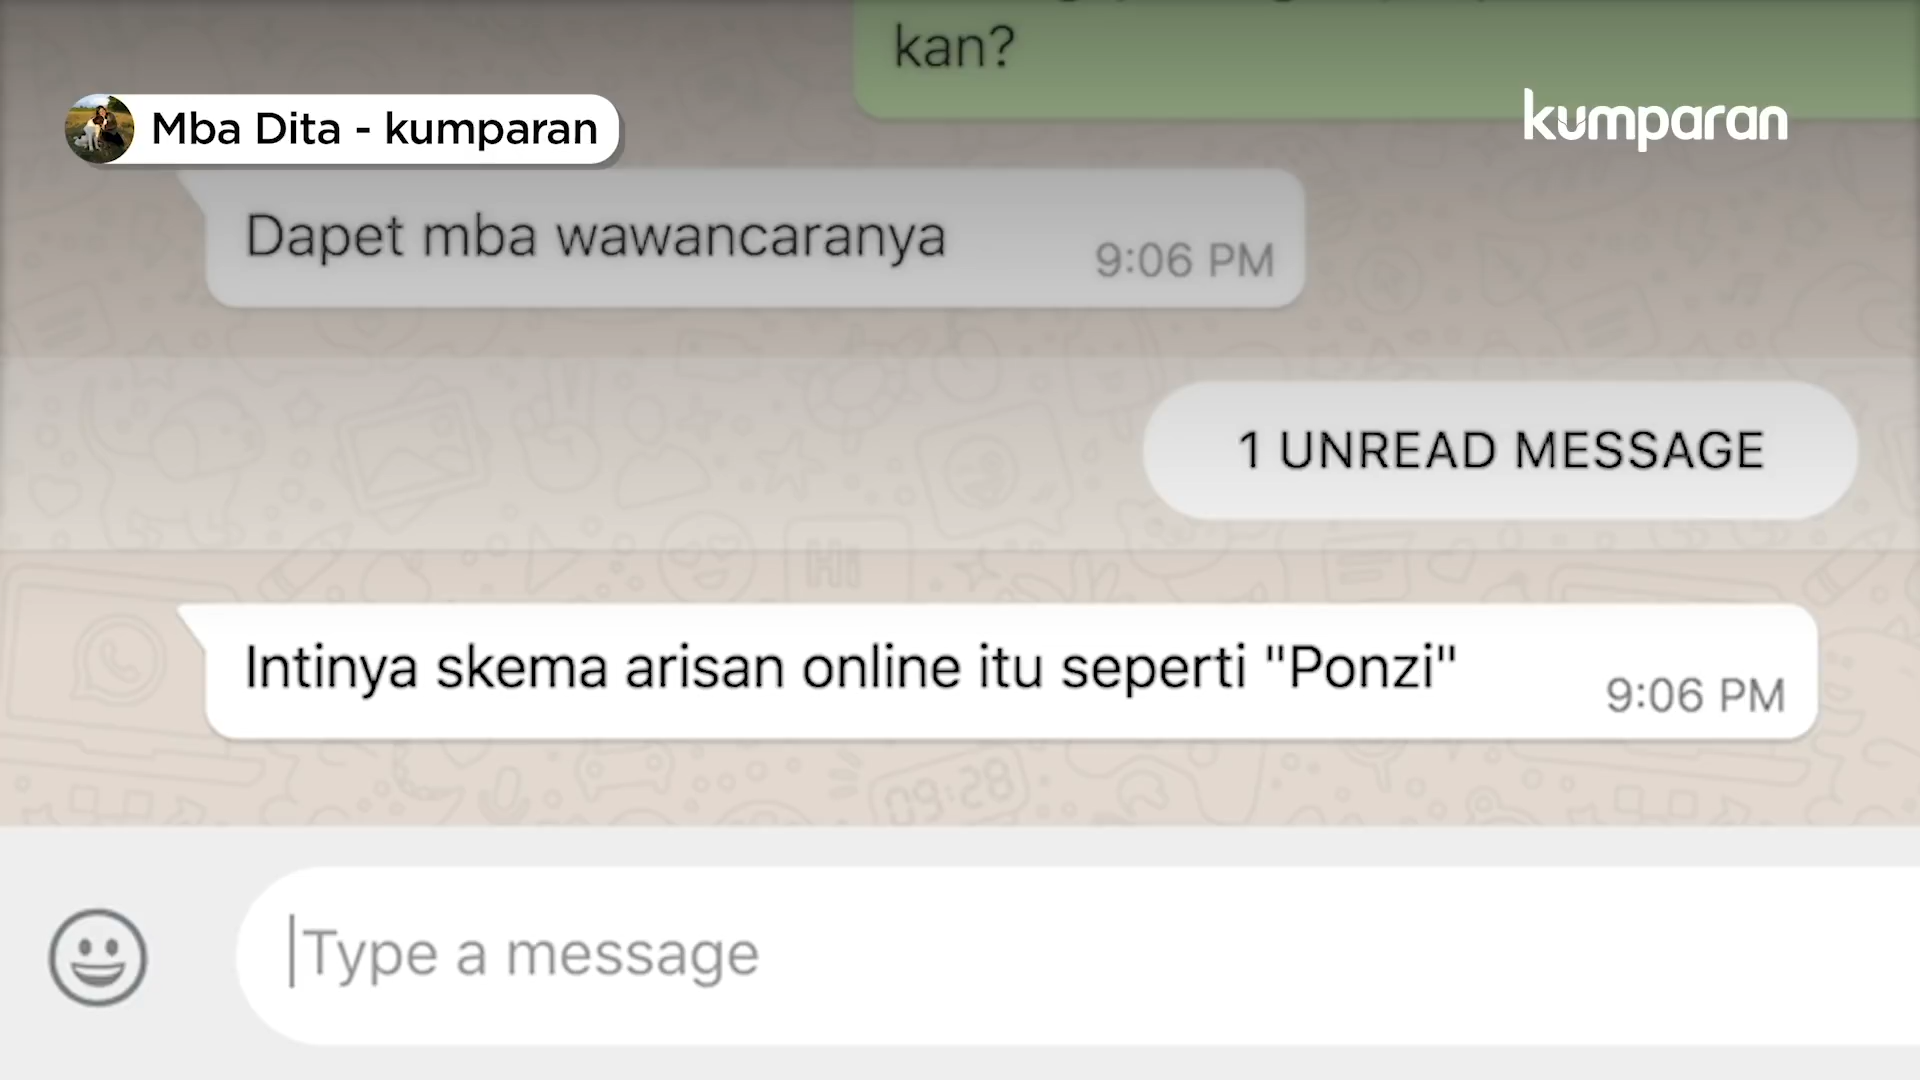 kan?
Mba Dita - kumparan
kumparan
Dapet mba wawancaranya
9:06 PM
1 UNREAD MESSAGE
Intinya skema arisan online itu seperti "Ponzi"
9:06 PM
Type a message